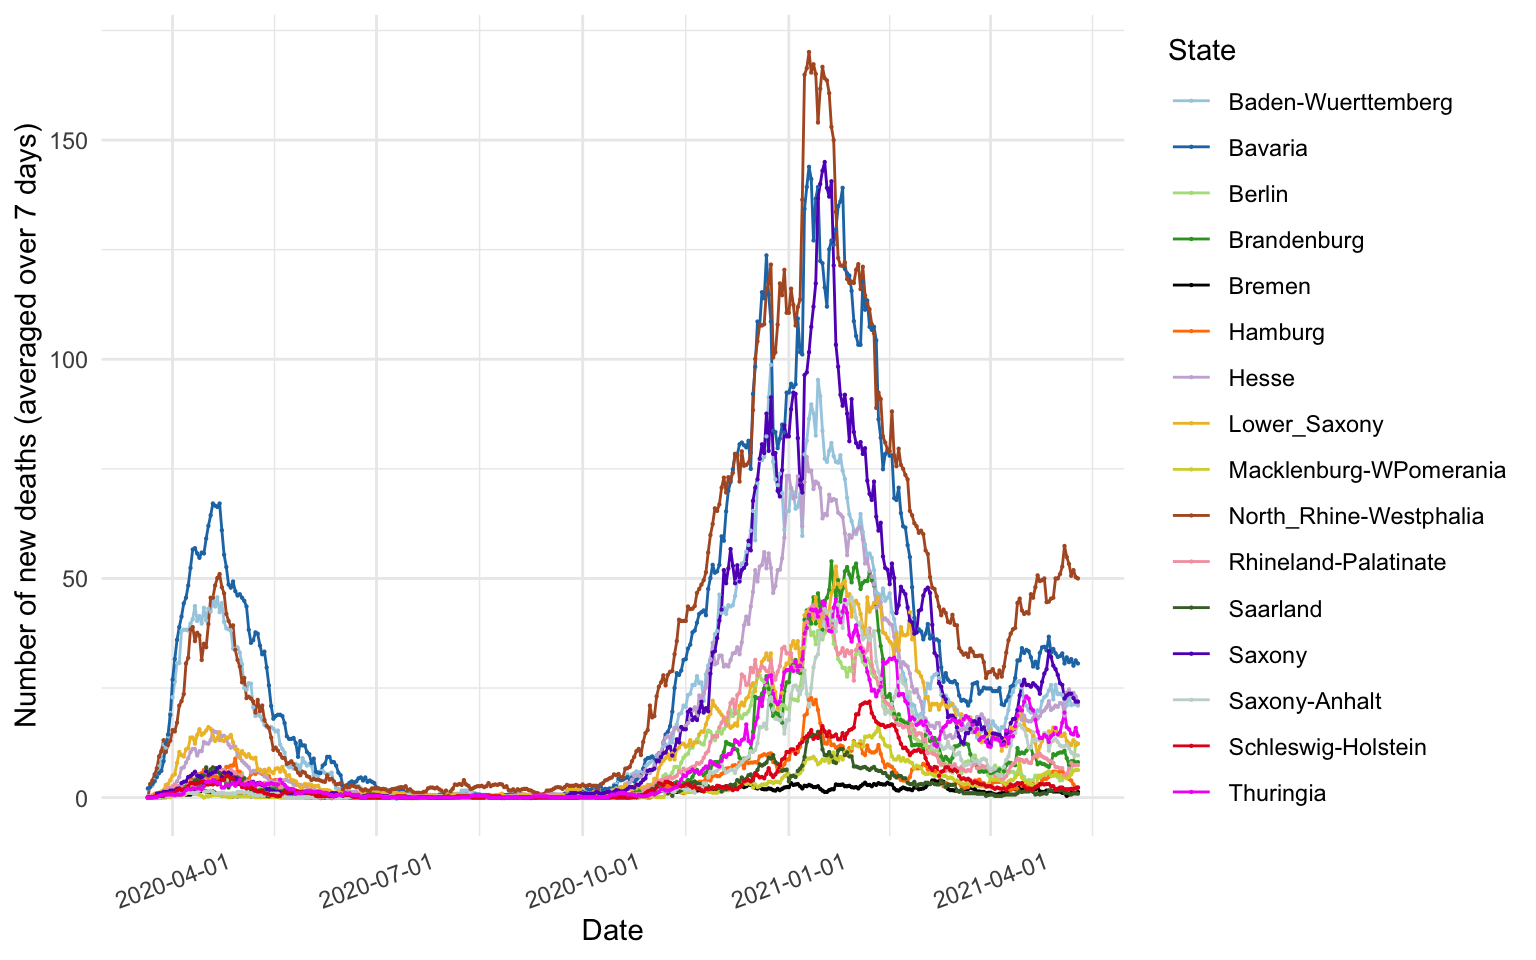 Number of new deaths (averaged over 7 days)
150
100
50
0
2020-04-01
2020-07-01
2020-10-01
2021-01-01
2021-04-01
Date
State
Baden-Wuerttemberg
Bavaria
Berlin
Brandenburg
Bremen
Hamburg
Hesse
Lower_Saxony
Macklenburg-WPomerania
North_Rhine-Westphalia
Rhineland-Palatinate
Saarland
Saxony
Saxony-Anhalt
Schleswig-Holstein
Thuringia